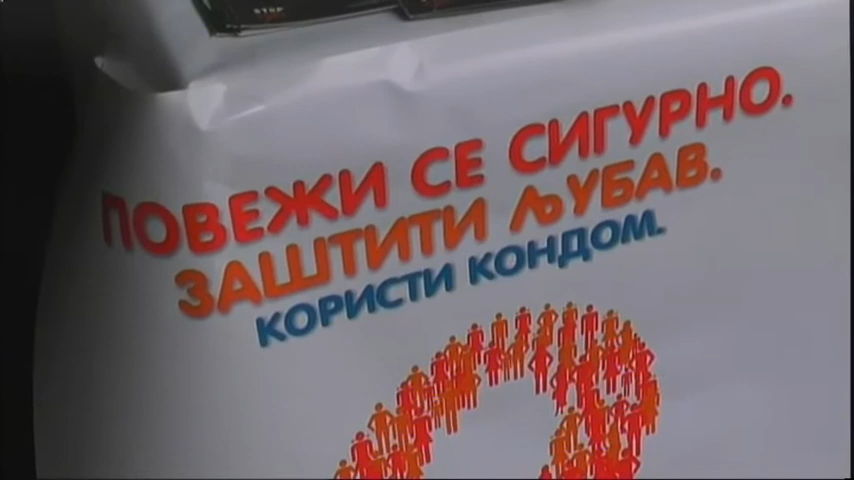 ПОВЕЖИ СЕ СИГУРНО.
ЗАШТИТИ ЉУБАВ.
КОРИСТИ КОНДОМ.